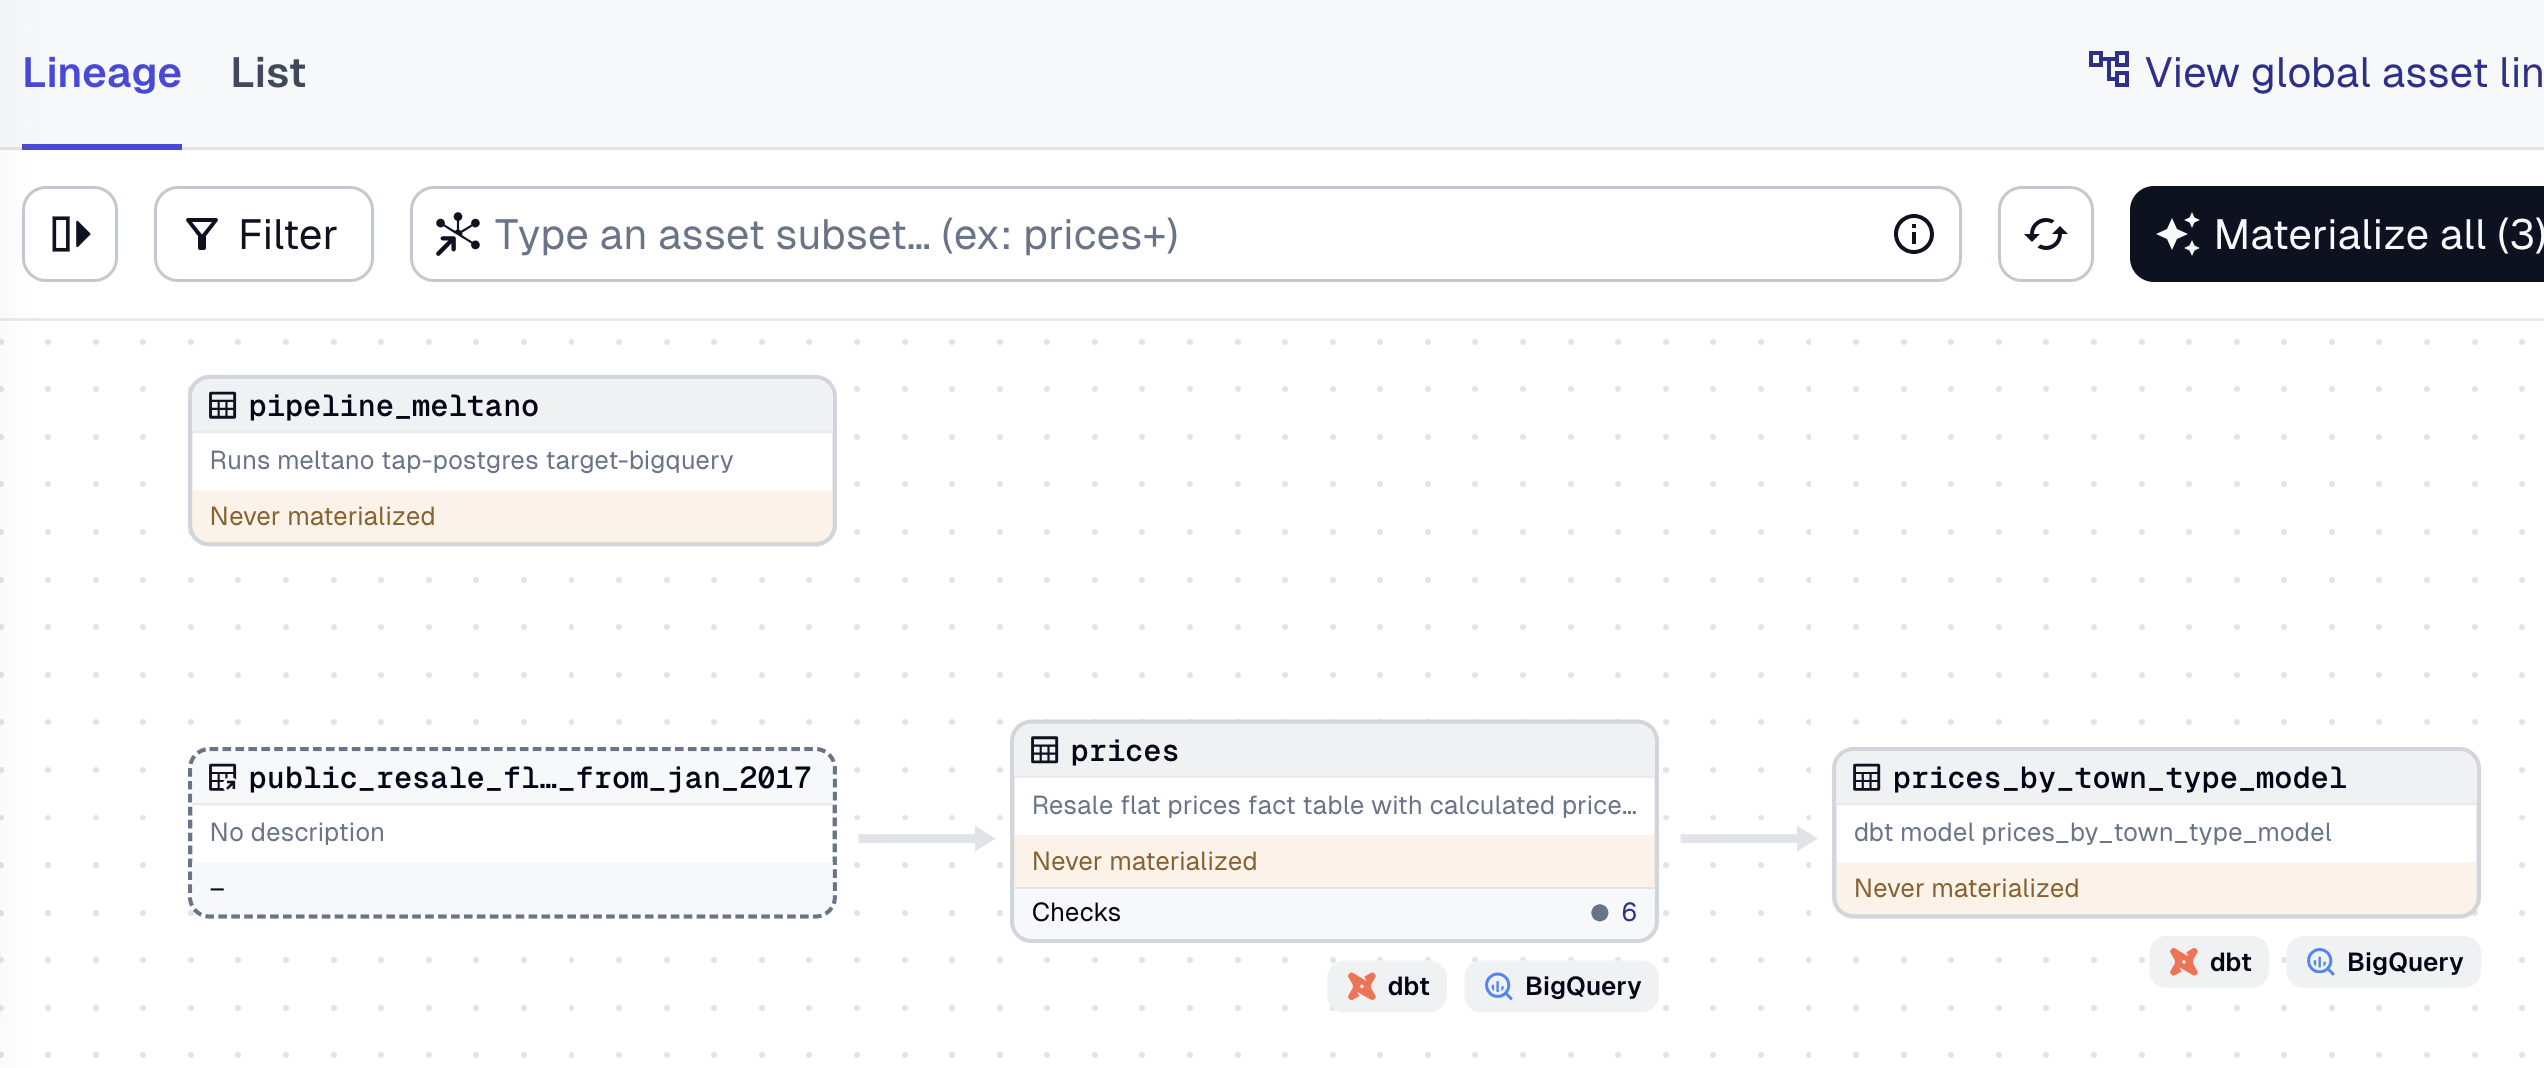 Lineage List View global asset lin
Filter Type an asset subset… (ex: prices+) Materialize all (3)
pipeline_meltano
Runs meltano tap-postgres target-bigquery
Never materialized
public_resale_fl…_from_jan_2017
No description
–
prices
Resale flat prices fact table with calculated price…
Never materialized
Checks 6
dbt BigQuery
prices_by_town_type_model
dbt model prices_by_town_type_model
Never materialized
dbt BigQuery